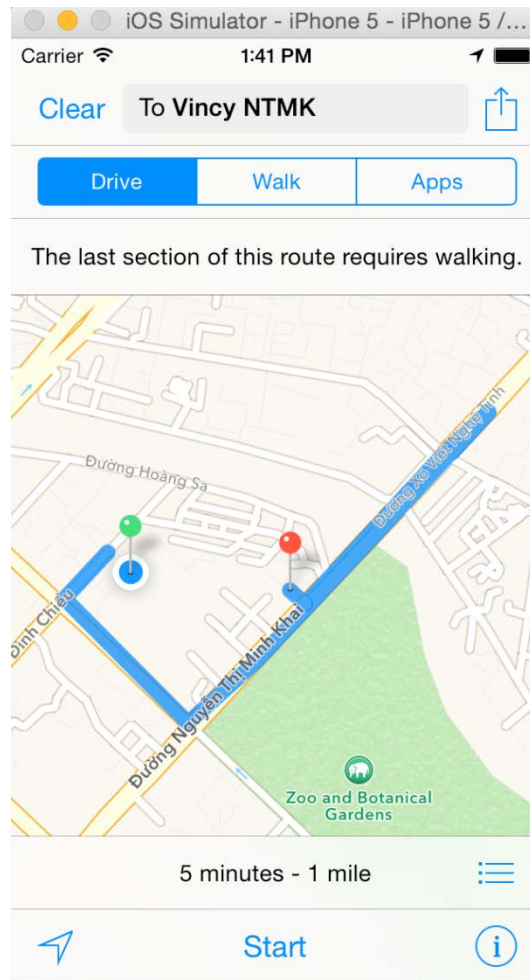 iOS Simulator - iPhone 5 - iPhone 5 /...
Carrier 1:41 PM
Clear To Vincy NTMK
Drive Walk Apps
The last section of this route requires walking.
Đường Xô Viết Nghệ Tĩnh
Đường Hoàng Sa
Đinh Chiểu
Đường Nguyễn Thị Minh Khai
Zoo and Botanical
Gardens
5 minutes - 1 mile
Start